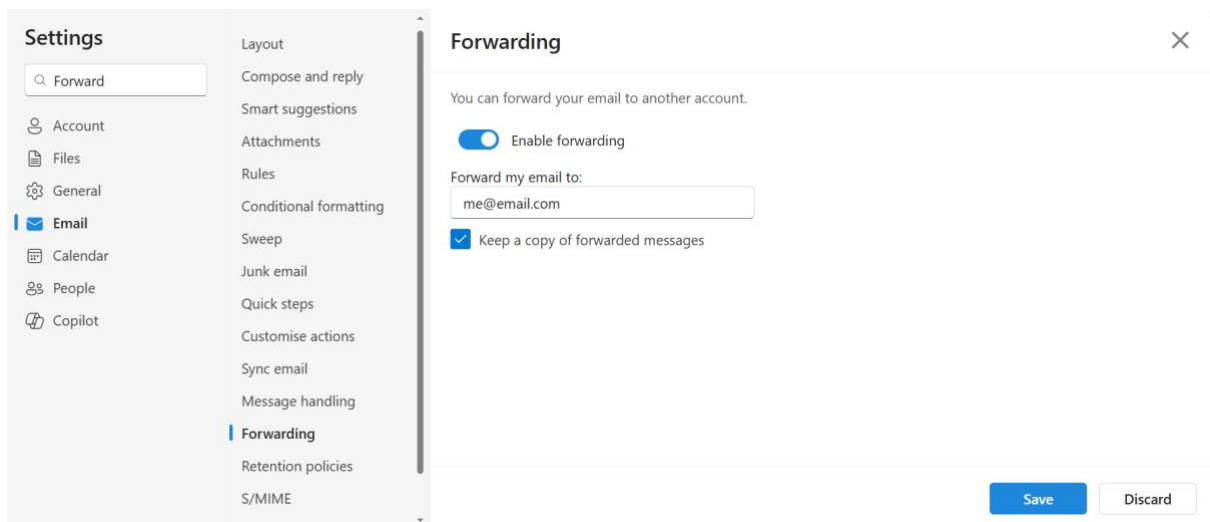 Settings
Forward
Account
Files
General
Email
Calendar
People
Copilot
Layout
Compose and reply
Smart suggestions
Attachments
Rules
Conditional formatting
Sweep
Junk email
Quick steps
Customise actions
Sync email
Message handling
Forwarding
Retention policies
S/MIME
Forwarding
You can forward your email to another account.
Enable forwarding
Forward my email to:
me@email.com
Keep a copy of forwarded messages
Save
Discard